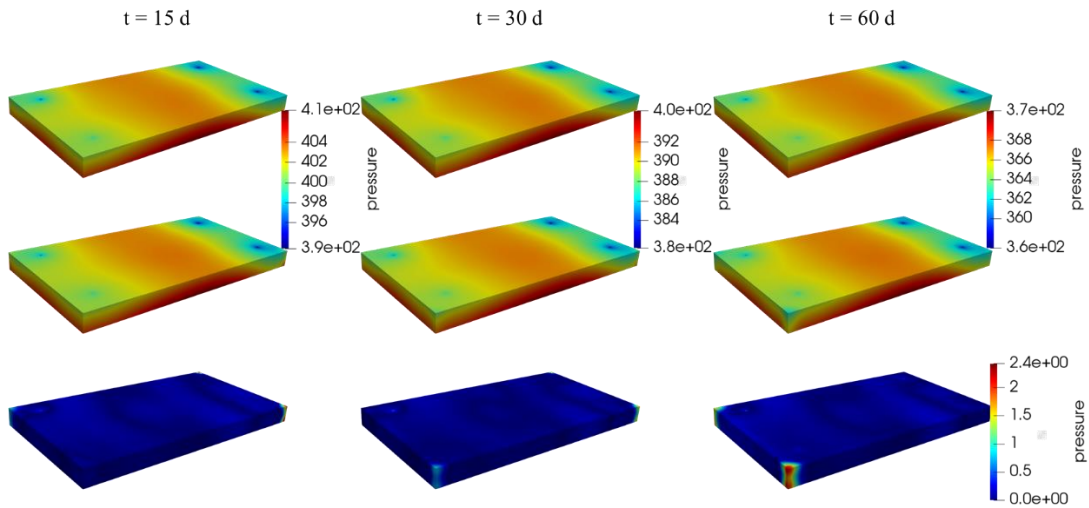 t = 15 d
t = 30 d
t = 60 d
4.1e+02
404
402
400
398
396
3.9e+02
pressure
4.0e+02
392
390
388
386
384
3.8e+02
pressure
3.7e+02
368
366
364
362
360
3.6e+02
pressure
2.4e+00
2
1.5
1
0.5
0.0e+00
pressure